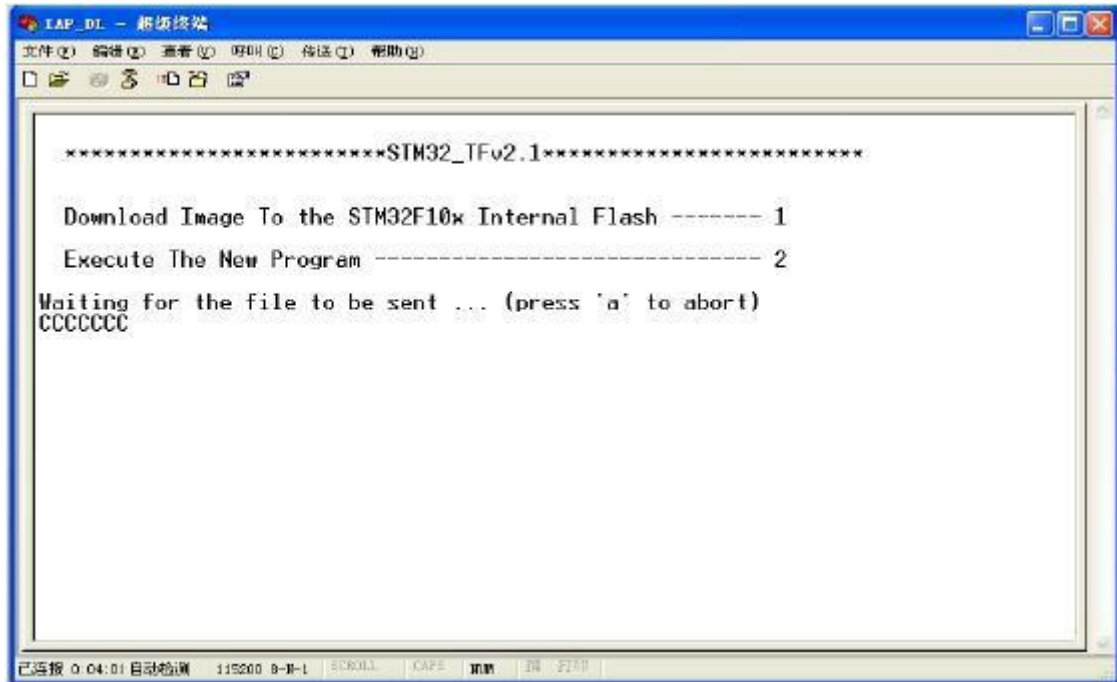 IAP_DL - 超级终端
文件(F) 编辑(E) 查看(V) 呼叫(C) 传送(T) 帮助(H)
*************************STM32_TFv2.1*************************
Download Image To the STM32F10x Internal Flash ------- 1
Execute The New Program ------------------------------ 2
Waiting for the file to be sent ... (press 'a' to abort)
CCCCCCC
已连接 0:04:01 自动检测 115200 8-N-1 SCROLL CAPS NUM